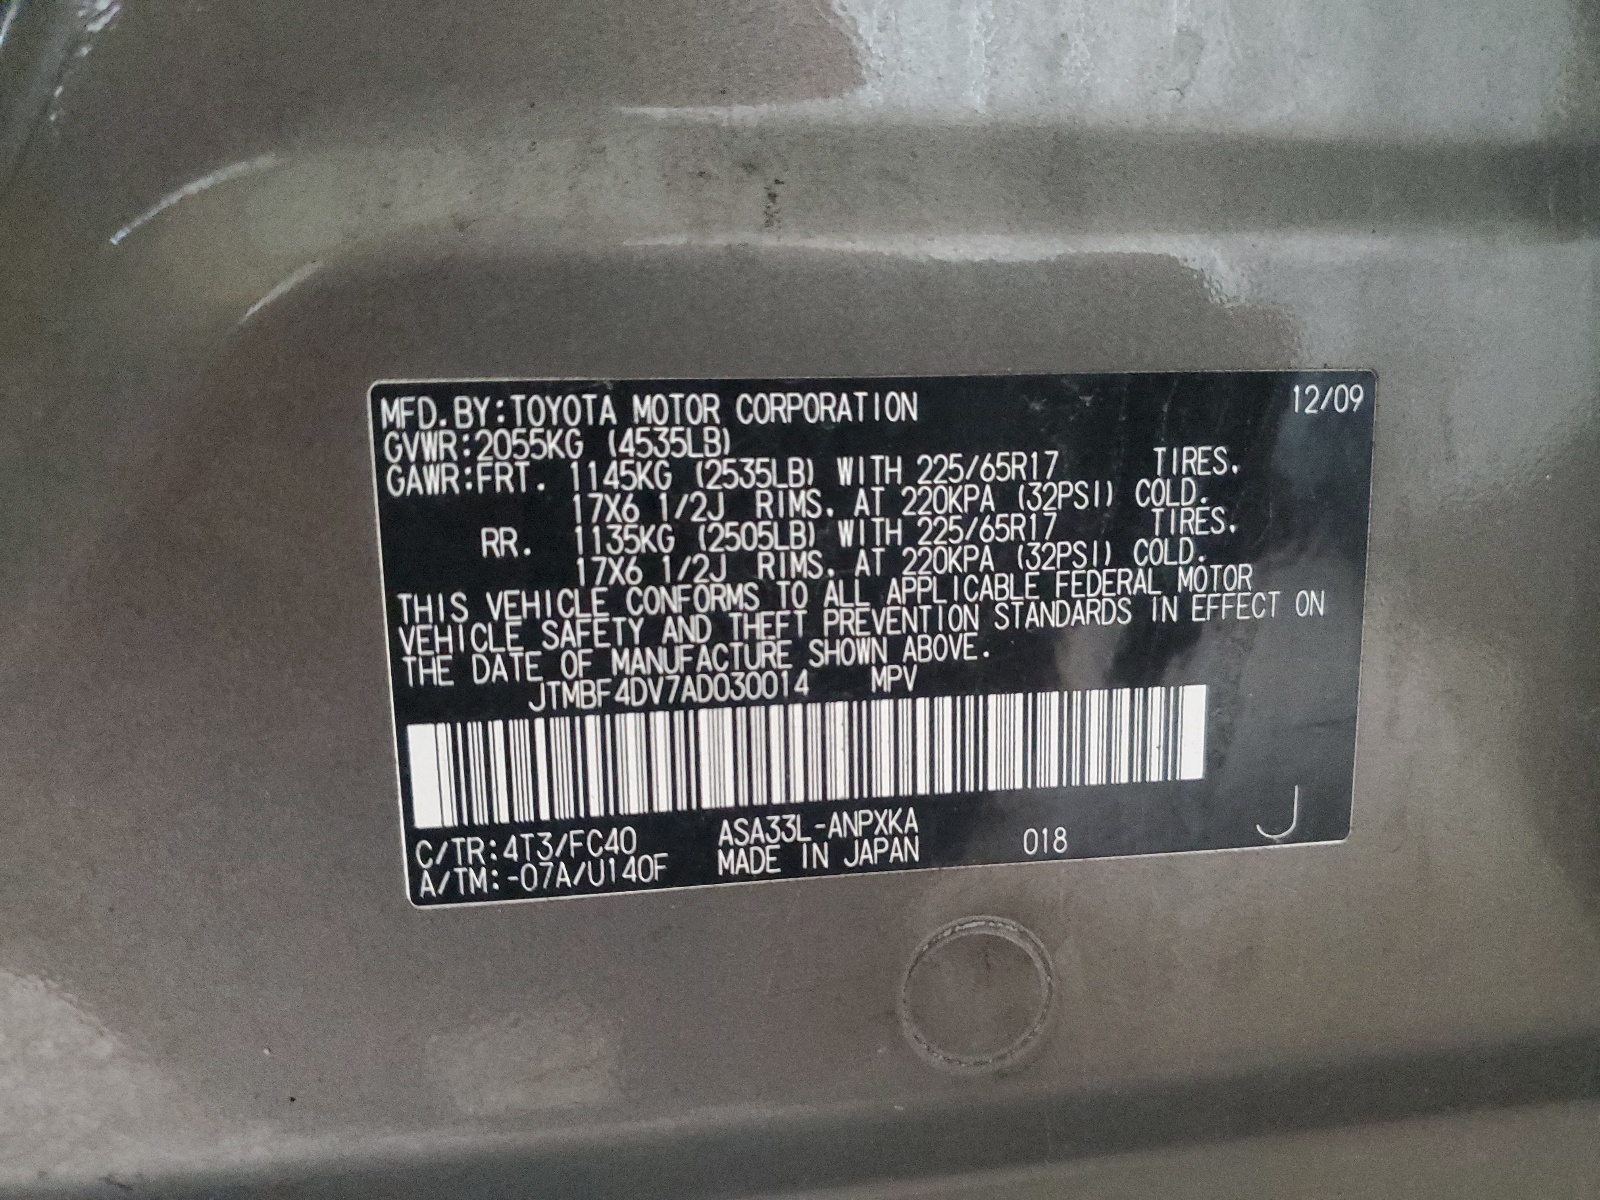 MFD.BY:TOYOTA MOTOR CORPORATION 12/09
GVWR:2055KG (4535LB)
GAWR:FRT. 1145KG (2535LB) WITH 225/65R17 TIRES,
17X6 1/2J RIMS, AT 220KPA (32PSI) COLD.
RR. 1135KG (2505LB) WITH 225/65R17 TIRES,
17X6 1/2J RIMS, AT 220KPA (32PSI) COLD.
THIS VEHICLE CONFORMS TO ALL APPLICABLE FEDERAL MOTOR
VEHICLE SAFETY AND THEFT PREVENTION STANDARDS IN EFFECT ON
THE DATE OF MANUFACTURE SHOWN ABOVE.
JTMBF4DV7AD030014 MPV
C/TR:4T3/FC40 ASA33L-ANPXKA 018 J
A/TM:-07A/U140F MADE IN JAPAN